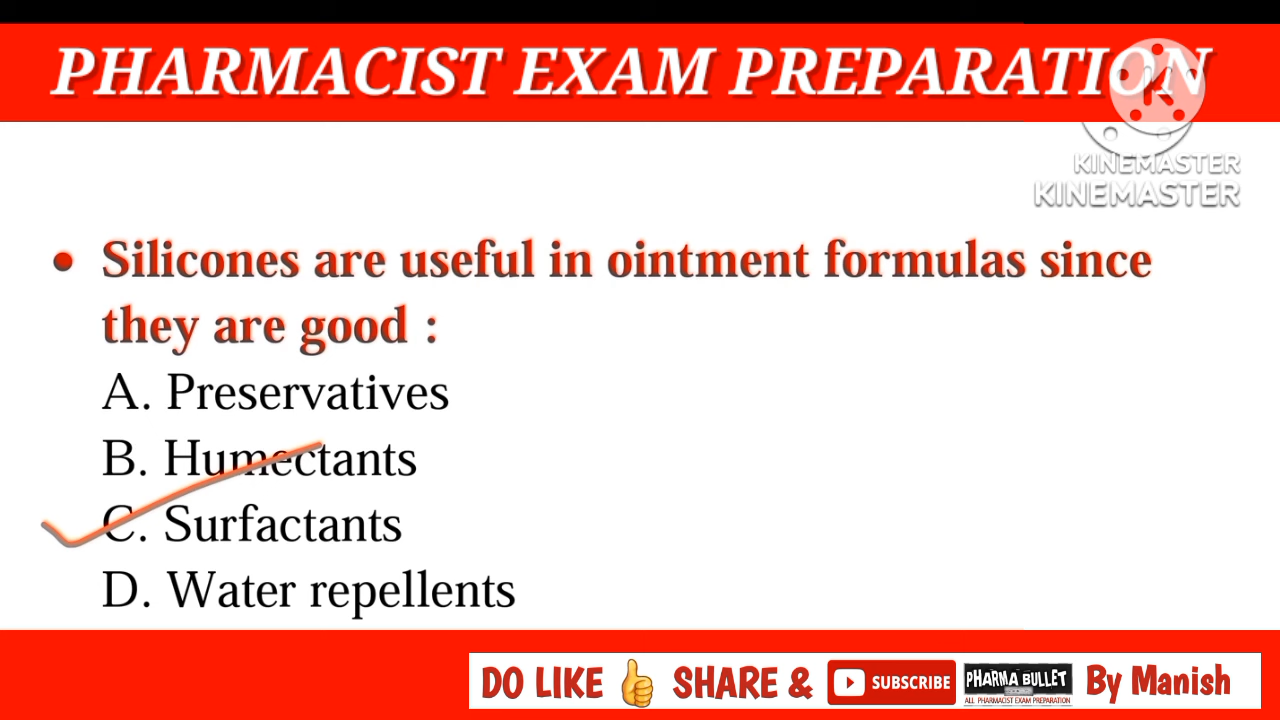 PHARMACIST EXAM PREPARATION
KINEMASTER
KINEMASTER
• Silicones are useful in ointment formulas since
they are good :
A. Preservatives
B. Humectants
C. Surfactants
D. Water repellents
DO LIKE SHARE & SUBSCRIBE PHARMA BULLET By Manish
ALL PHARMACIST EXAM PREPARATION